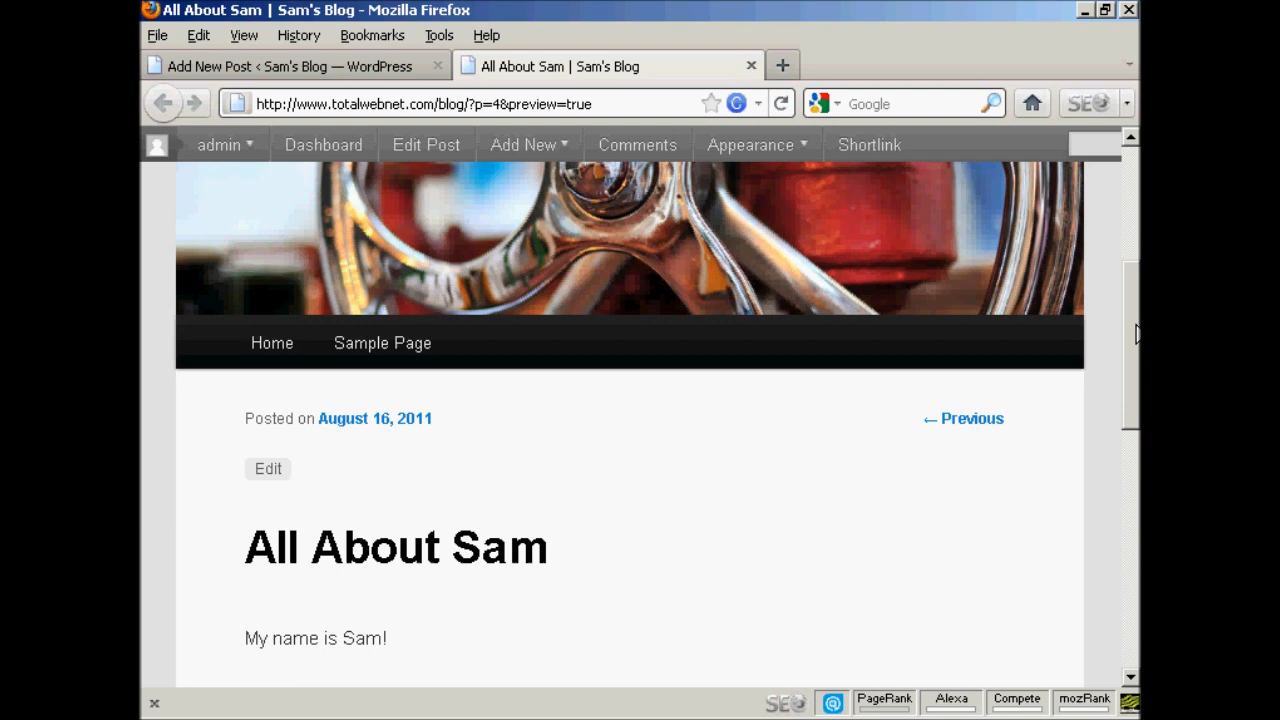 All About Sam | Sam's Blog - Mozilla Firefox
File Edit View History Bookmarks Tools Help
Add New Post ‹ Sam's Blog — WordPress
All About Sam | Sam's Blog
http://www.totalwebnet.com/blog/?p=4&preview=true
Google
SEO
admin Dashboard Edit Post Add New Comments Appearance Shortlink
Home Sample Page
Posted on August 16, 2011
← Previous
Edit
All About Sam
My name is Sam!
SEO
PageRank Alexa Compete mozRank